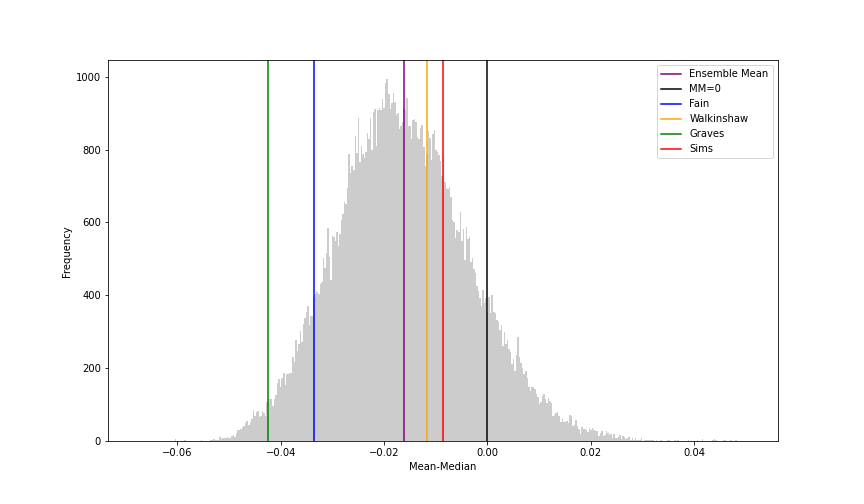 1000
800
600
400
200
0
Frequency
−0.06
−0.04
−0.02
0.00
0.02
0.04
Mean-Median
Ensemble Mean
MM=0
Fain
Walkinshaw
Graves
Sims